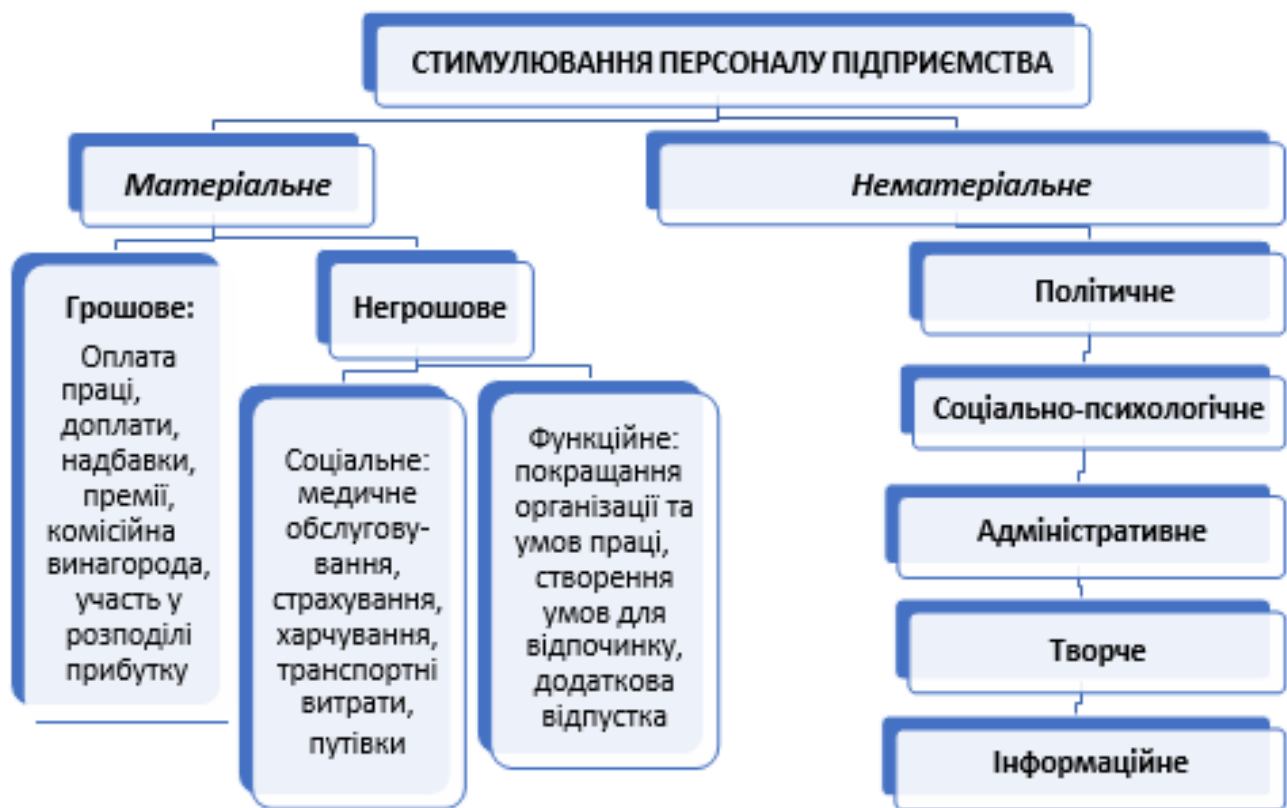 СТИМУЛЮВАННЯ ПЕРСОНАЛУ ПІДПРИЄМСТВА
Матеріальне
Нематеріальне
Грошове:
Оплата
праці,
доплати,
надбавки,
премії,
комісійна
винагорода,
участь у
розподілі
прибутку
Негрошове
Соціальне:
медичне
обслугову-
вання,
страхування,
харчування,
транспортні
витрати,
путівки
Функційне:
покращання
організації та
умов праці,
створення
умов для
відпочинку,
додаткова
відпустка
Політичне
Соціально-психологічне
Адміністративне
Творче
Інформаційне